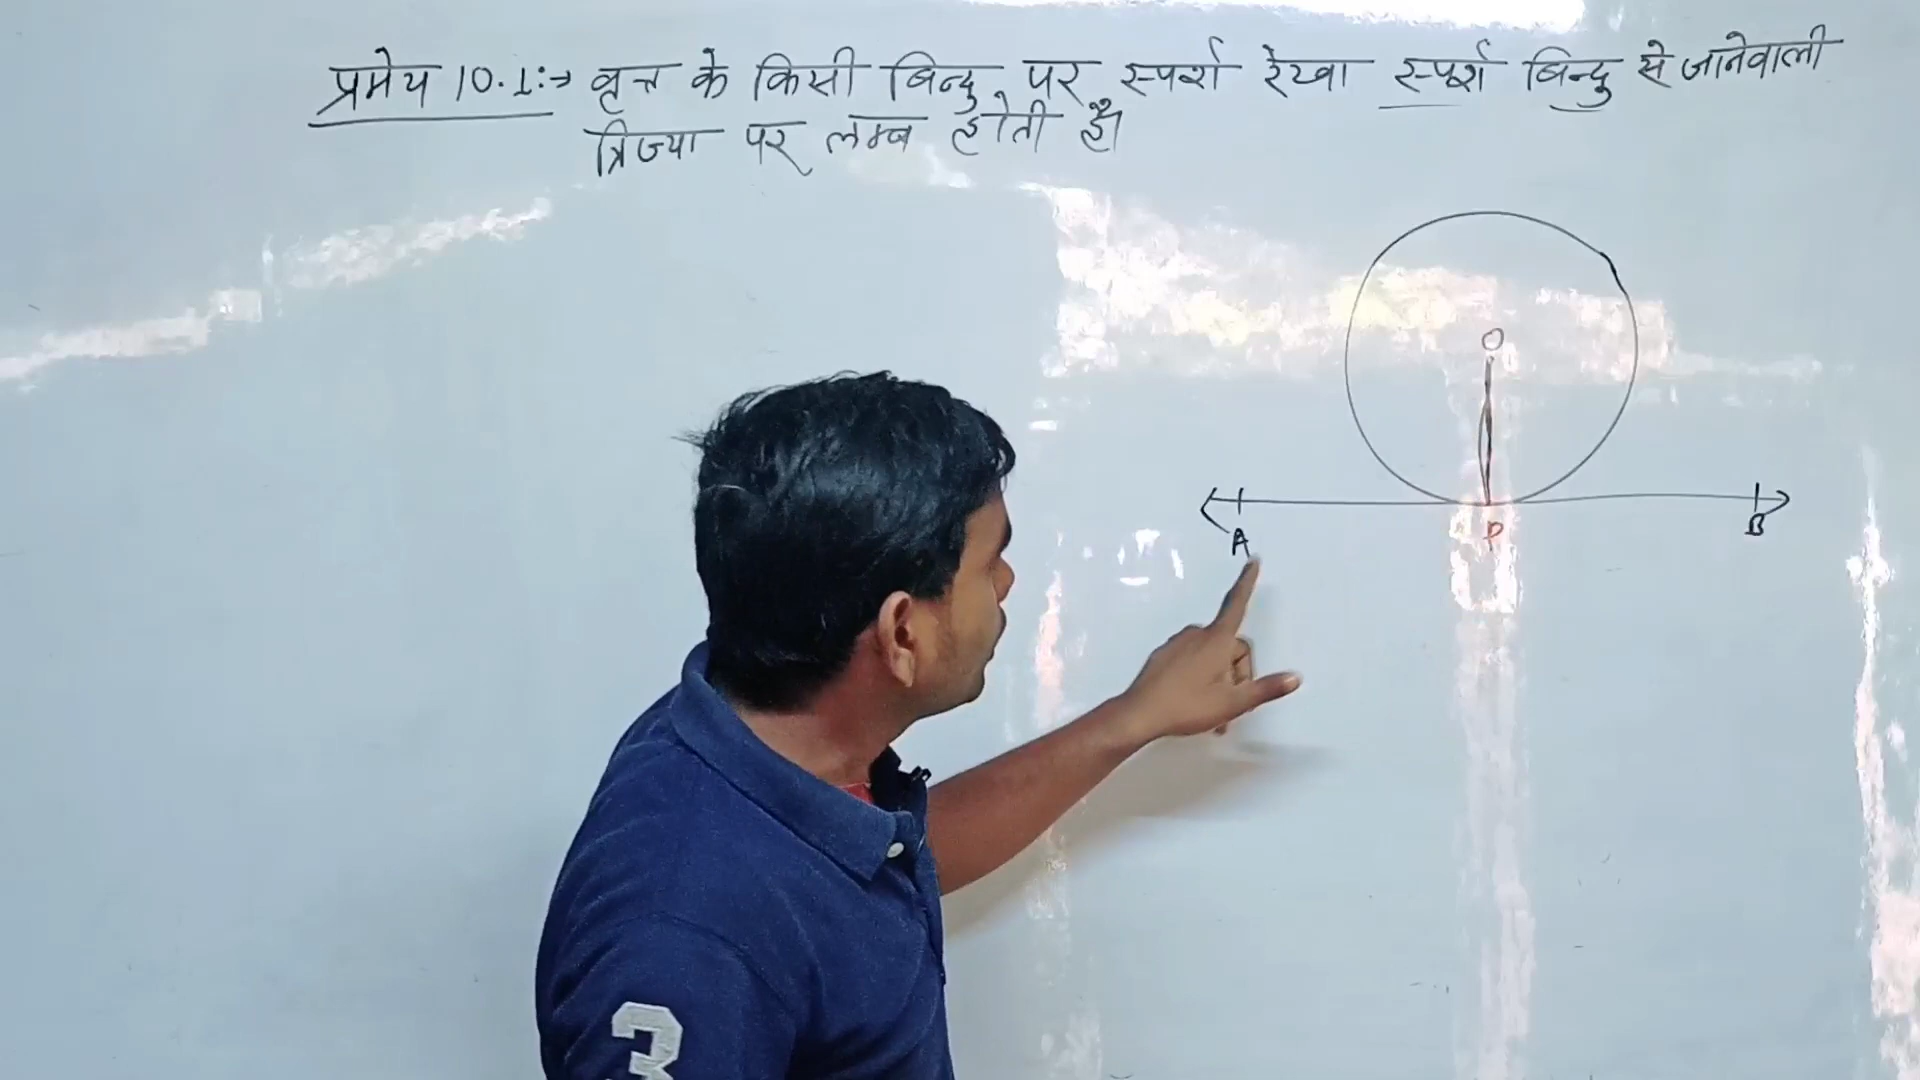 प्रमेय 10.1:→ वृत्त के किसी बिन्दु पर स्पर्श रेखा स्पर्श बिन्दु से जानेवाली
त्रिज्या पर लम्ब होती है।
O
A P B
3